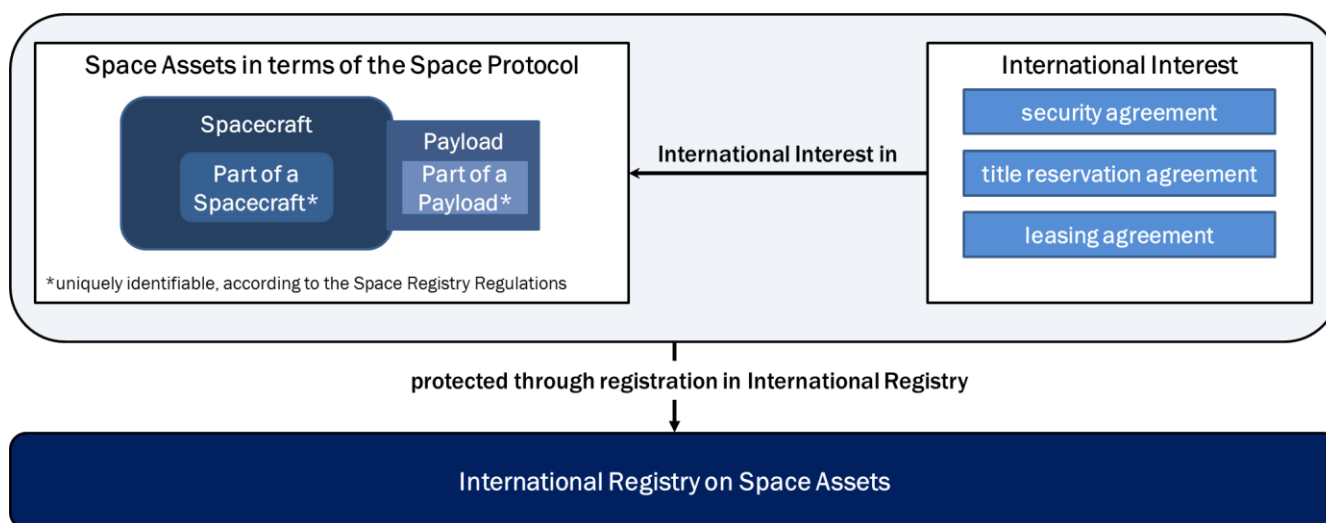 Space Assets in terms of the Space Protocol
Spacecraft
Part of a
Spacecraft*
Payload
Part of a
Payload*
*uniquely identifiable, according to the Space Registry Regulations
International Interest in
International Interest
security agreement
title reservation agreement
leasing agreement
protected through registration in International Registry
International Registry on Space Assets